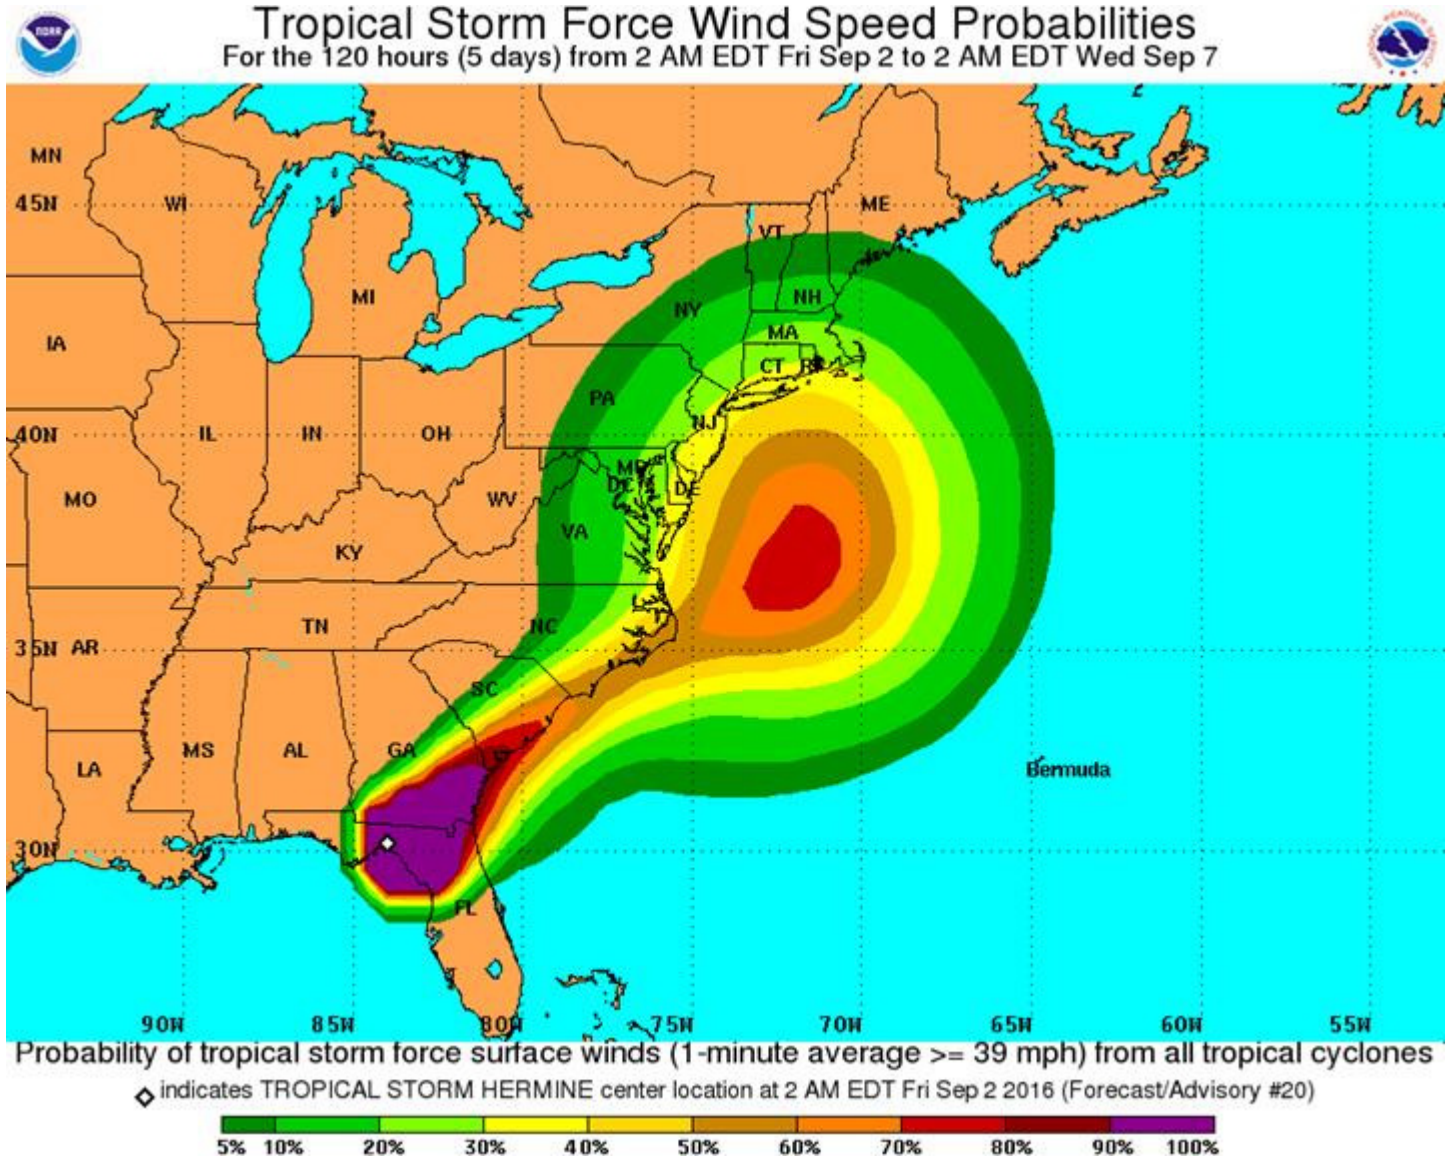 Tropical Storm Force Wind Speed Probabilities
For the 120 hours (5 days) from 2 AM EDT Fri Sep 2 to 2 AM EDT Wed Sep 7
NOAA
MN
45N
WI
ME
VT
MI
NY
NH
IA
MA
CT
PA
40N
IL
IN
OH
NJ
MO
WV
MD
DC
DE
VA
KY
TN
NC
35N
AR
SC
MS
AL
GA
LA
Bermuda
30N
FL
90W 85W 80W 75W 70W 65W 60W 55W
Probability of tropical storm force surface winds (1-minute average >= 39 mph) from all tropical cyclones
indicates TROPICAL STORM HERMINE center location at 2 AM EDT Fri Sep 2 2016 (Forecast/Advisory #20)
5% 10% 20% 30% 40% 50% 60% 70% 80% 90% 100%